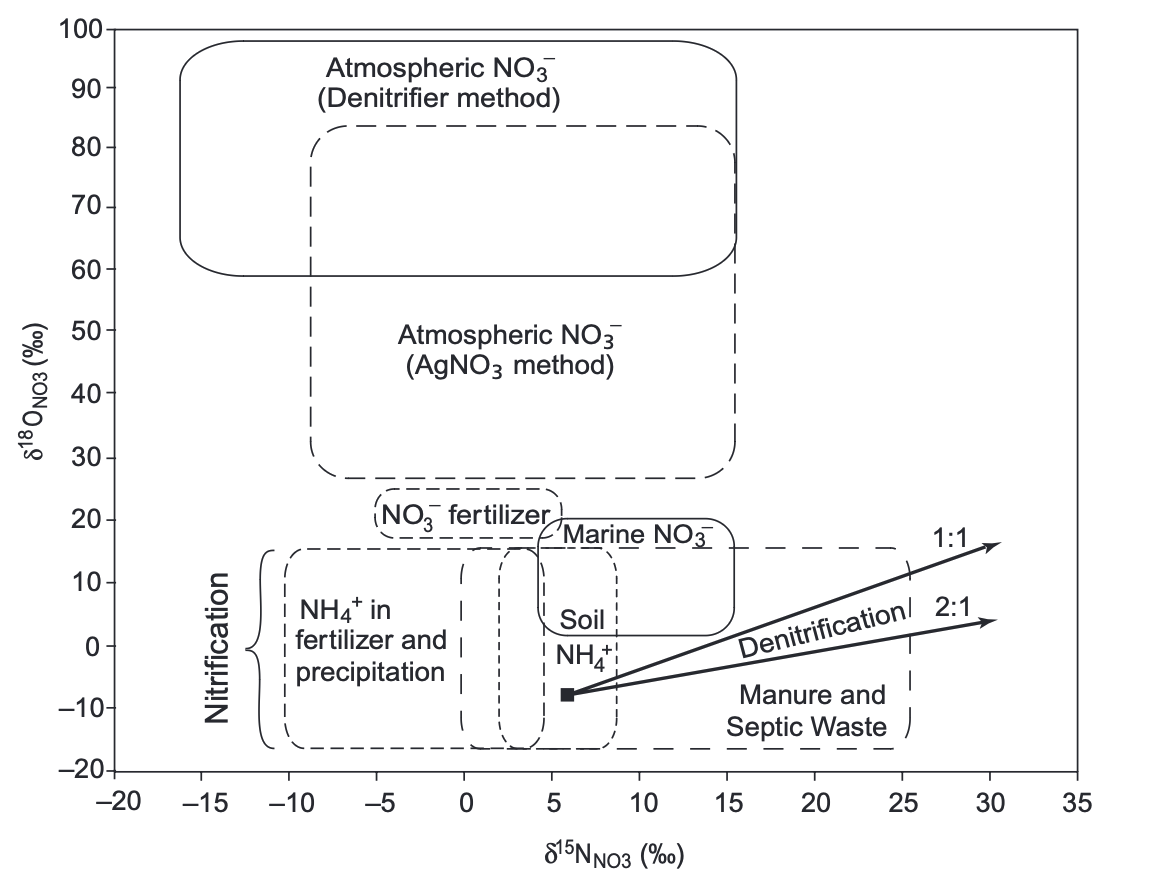 100
90
80
70
60
50
40
30
20
10
0
–10
–20
δ¹⁸O_NO3 (‰)
Atmospheric NO₃⁻
(Denitrifier method)
Atmospheric NO₃⁻
(AgNO₃ method)
NO₃⁻ fertilizer
Marine NO₃⁻
Nitrification
NH₄⁺ in
fertilizer and
precipitation
Soil
NH₄⁺
1:1
Denitrification
2:1
Manure and
Septic Waste
–20 –15 –10 –5 0 5 10 15 20 25 30 35
δ¹⁵N_NO3 (‰)